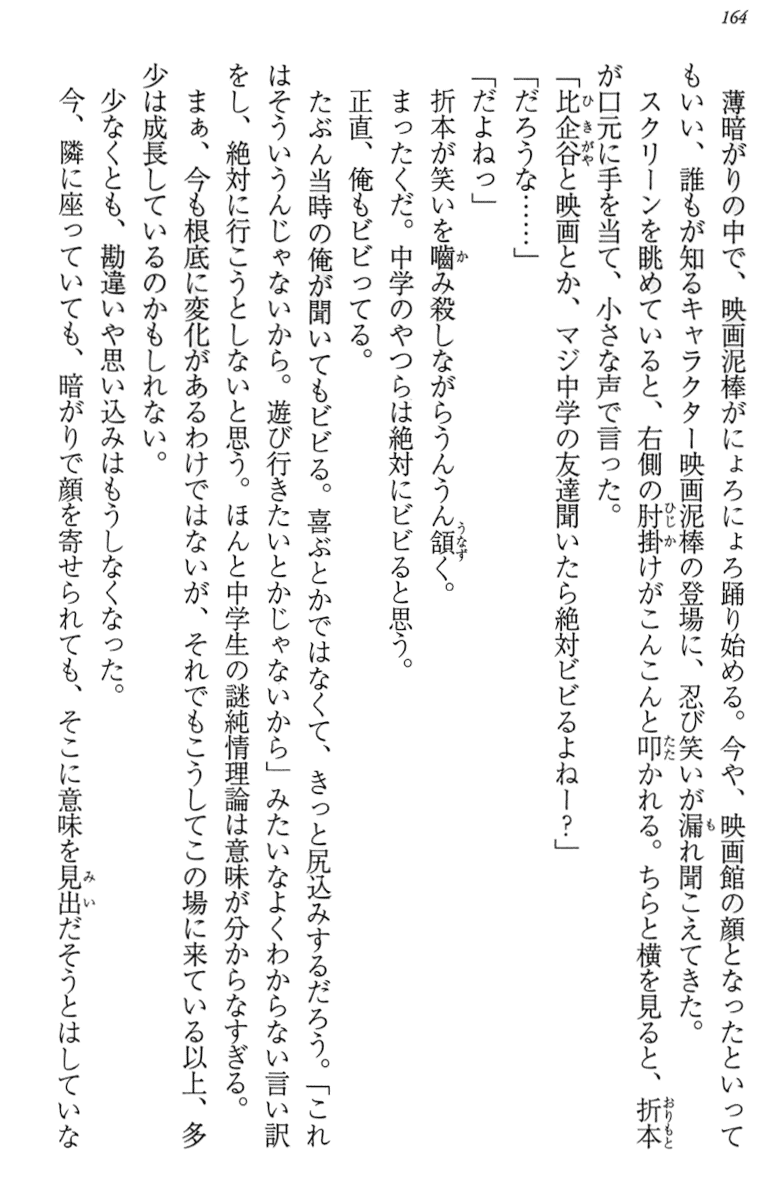 164
薄暗がりの中で、映画泥棒がにょろにょろ踊り始める。今や、映画館の顔となったといって
もいい、誰もが知るキャラクター映画泥棒の登場に、忍び笑いが漏れ聞こえてきた。
スクリーンを眺めていると、右側の肘掛けがこんこんと叩かれる。ちらと横を見ると、折本
が口元に手を当て、小さな声で言った。
「比企谷と映画とか、マジ中学の友達聞いたら絶対ビビるよねー？」
「だろうな……」
「だよねっ」
折本が笑いを嚙み殺しながらうんうん頷く。
まったくだ。中学のやつらは絶対にビビると思う。
正直、俺もビビってる。
たぶん当時の俺が聞いてもビビる。喜ぶとかではなくて、きっと尻込みするだろう。「これ
はそういうんじゃないから。遊び行きたいとかじゃないから」みたいなよくわからない言い訳
をし、絶対に行こうとしないと思う。ほんと中学生の謎純情理論は意味が分からなすぎる。
まぁ、今も根底に変化があるわけではないが、それでもこうしてこの場に来ている以上、多
少は成長しているのかもしれない。
少なくとも、勘違いや思い込みはもうしなくなった。
今、隣に座っていても、暗がりで顔を寄せられても、そこに意味を見出だそうとはしていな